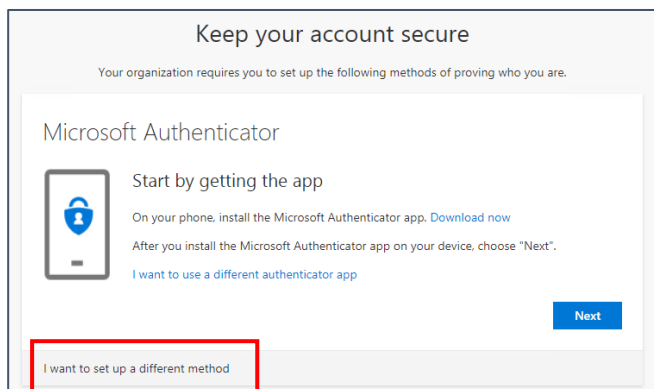 Keep your account secure
Your organization requires you to set up the following methods of proving who you are.
Microsoft Authenticator
Start by getting the app
On your phone, install the Microsoft Authenticator app. Download now
After you install the Microsoft Authenticator app on your device, choose "Next".
I want to use a different authenticator app
Next
I want to set up a different method